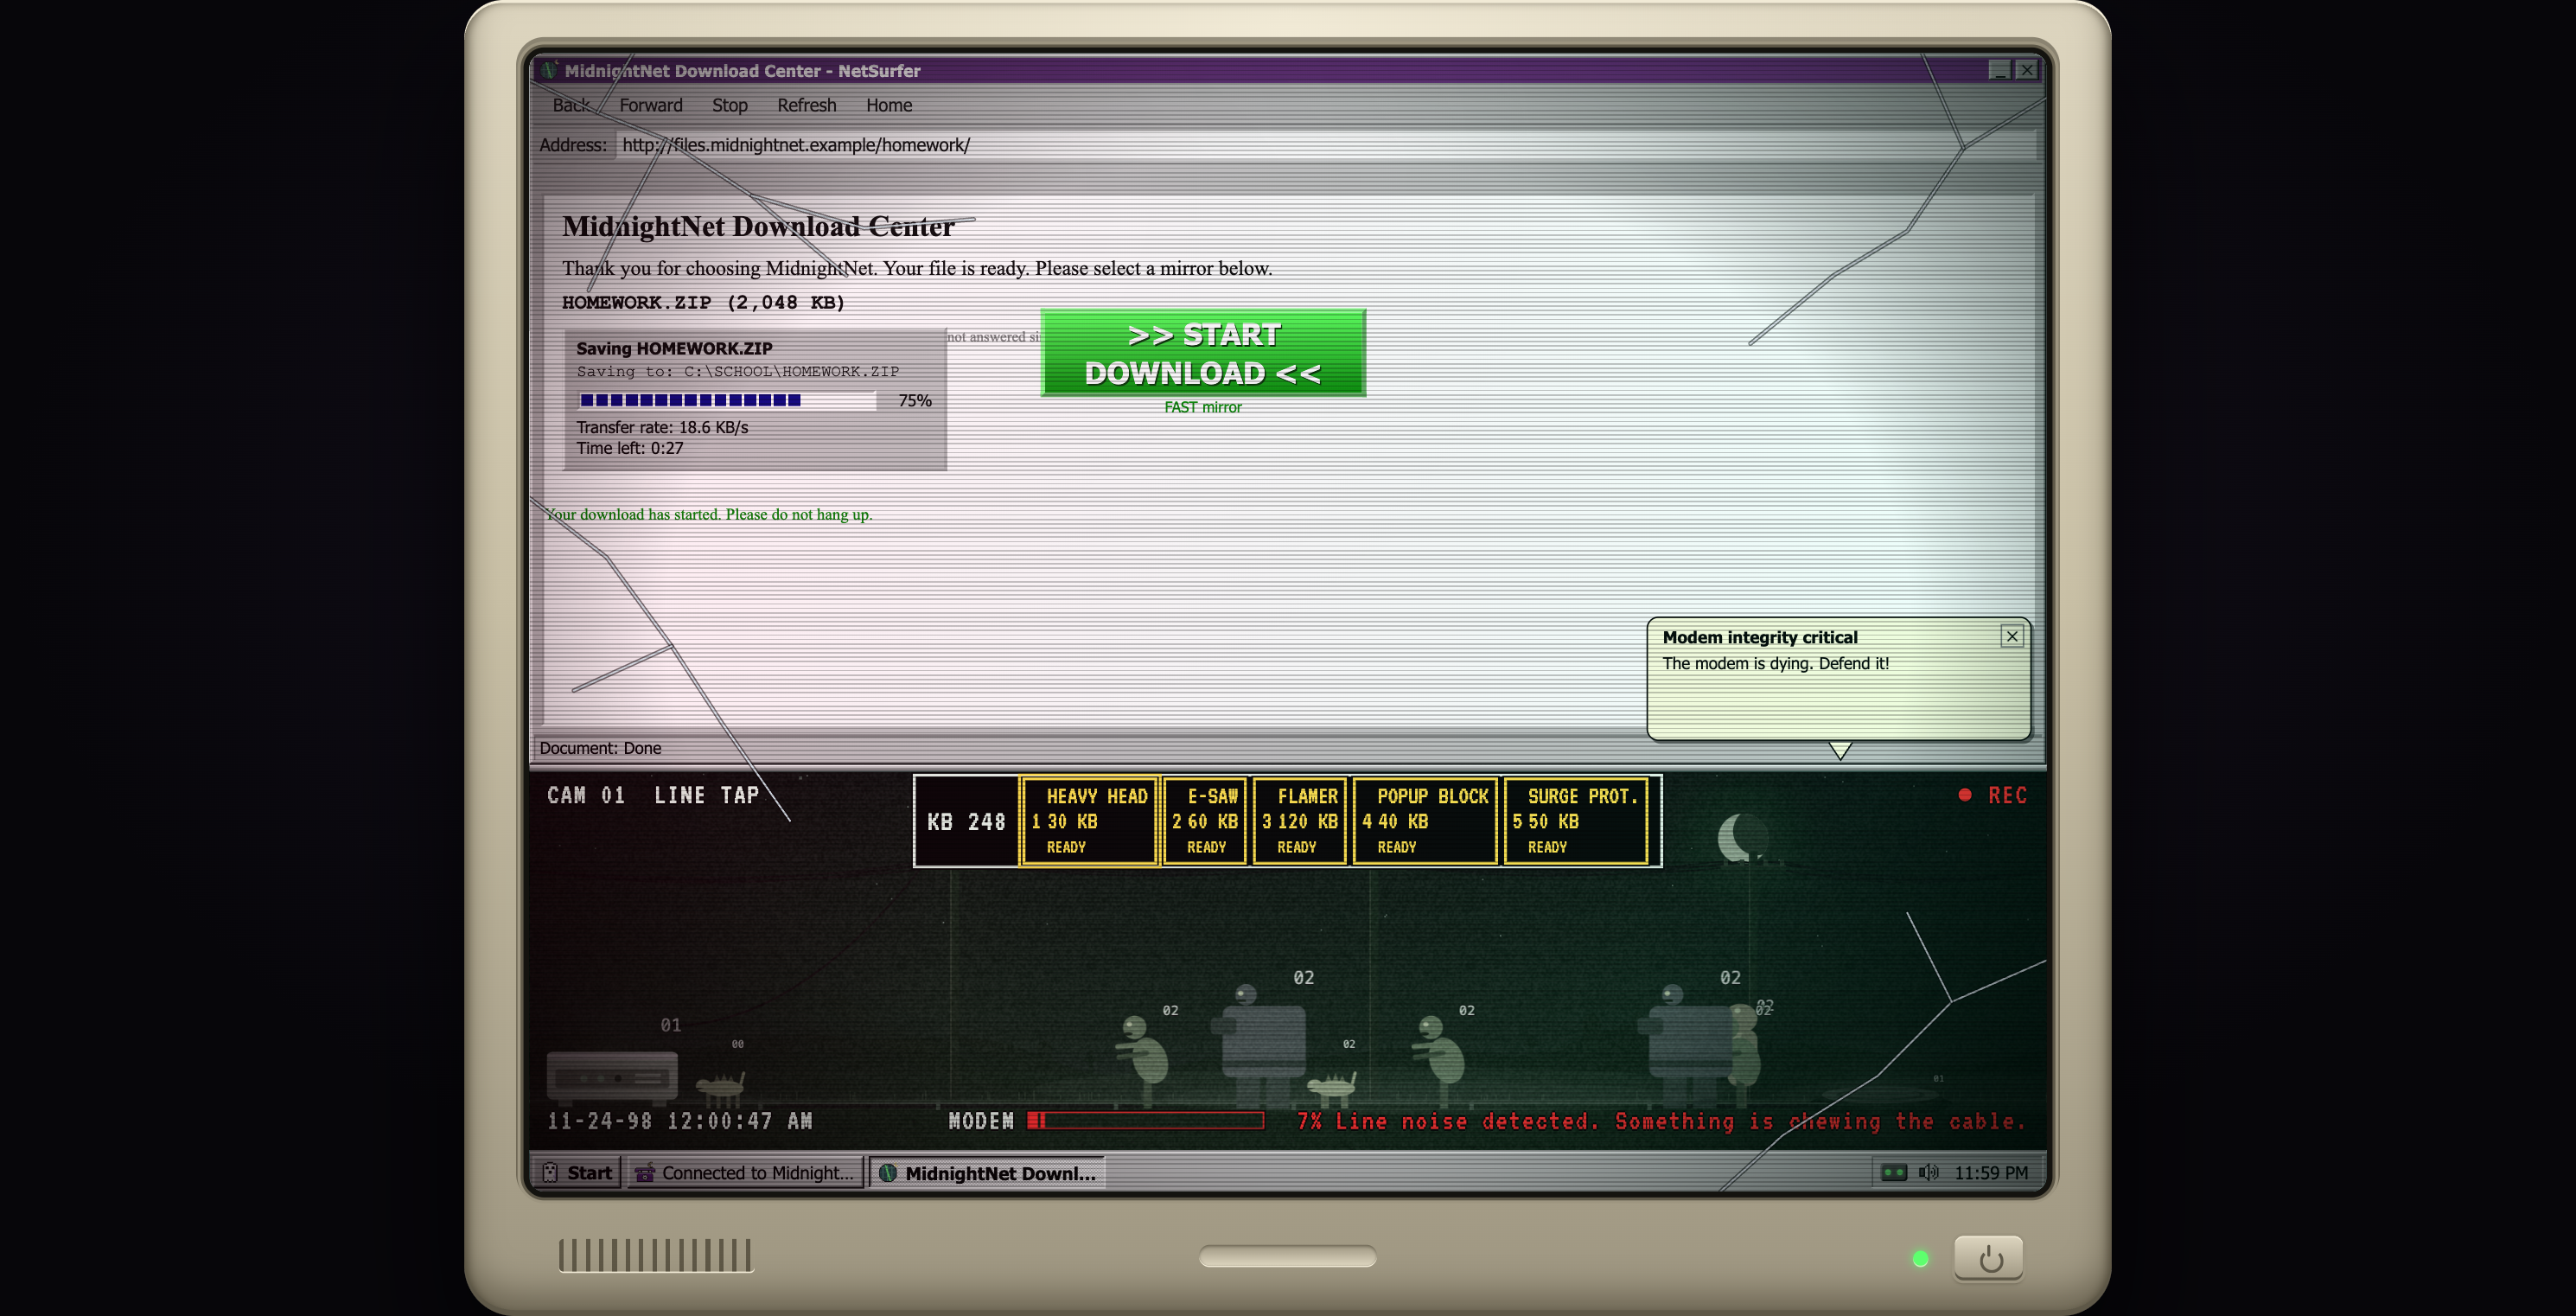 MidnightNet Download Center - NetSurfer
Back Forward Stop Refresh Home
Address: http://files.midnightnet.example/homework/
MidnightNet Download Center
Thank you for choosing MidnightNet. Your file is ready. Please select a mirror below.
HOMEWORK.ZIP (2,048 KB)
not answered
>> START
DOWNLOAD <<
FAST mirror
Saving HOMEWORK.ZIP
Saving to: C:\SCHOOL\HOMEWORK.ZIP
75%
Transfer rate: 18.6 KB/s
Time left: 0:27
Your download has started. Please do not hang up.
Modem integrity critical
The modem is dying. Defend it!
Document: Done
CAM 01 LINE TAP
KB 248
HEAVY HEAD
1 30 KB
READY
E-SAW
2 60 KB
READY
FLAMER
3 120 KB
READY
POPUP BLOCK
4 40 KB
READY
SURGE PROT.
5 50 KB
READY
REC
02
02
02
02
02
02
01
00
02
01
11-24-98 12:00:47 AM
MODEM
7% Line noise detected. Something is chewing the cable.
Start
Connected to Midnight...
MidnightNet Downl...
11:59 PM